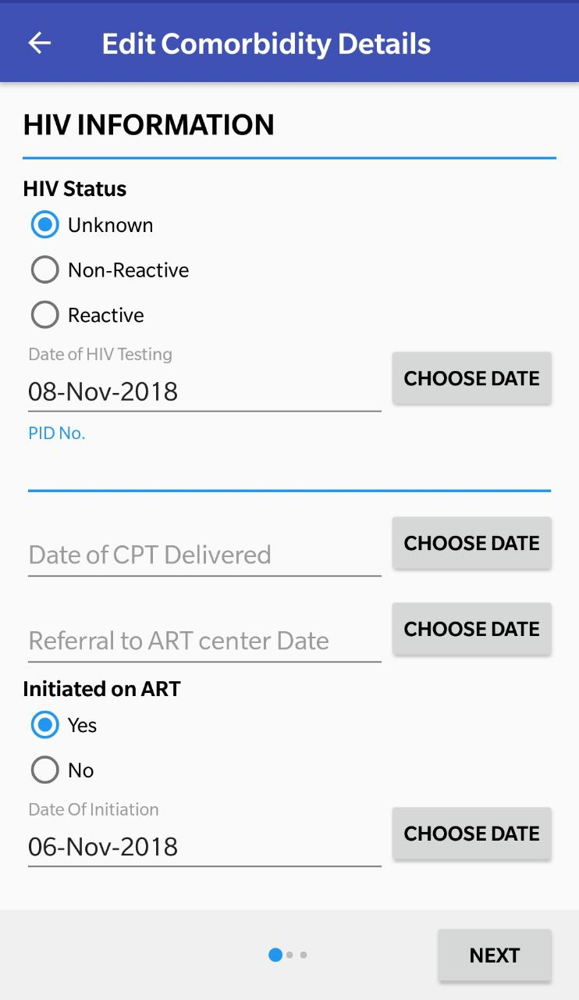 Edit Comorbidity Details
HIV INFORMATION
HIV Status
Unknown
Non-Reactive
Reactive
Date of HIV Testing
08-Nov-2018
CHOOSE DATE
PID No.
Date of CPT Delivered
CHOOSE DATE
Referral to ART center Date
CHOOSE DATE
Initiated on ART
Yes
No
Date Of Initiation
06-Nov-2018
CHOOSE DATE
NEXT